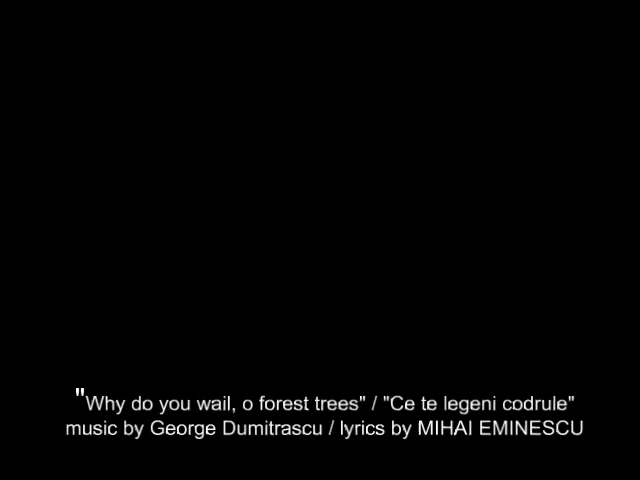 "Why do you wail, o forest trees" / "Ce te legeni codrule"
music by George Dumitrascu / lyrics by MIHAI EMINESCU